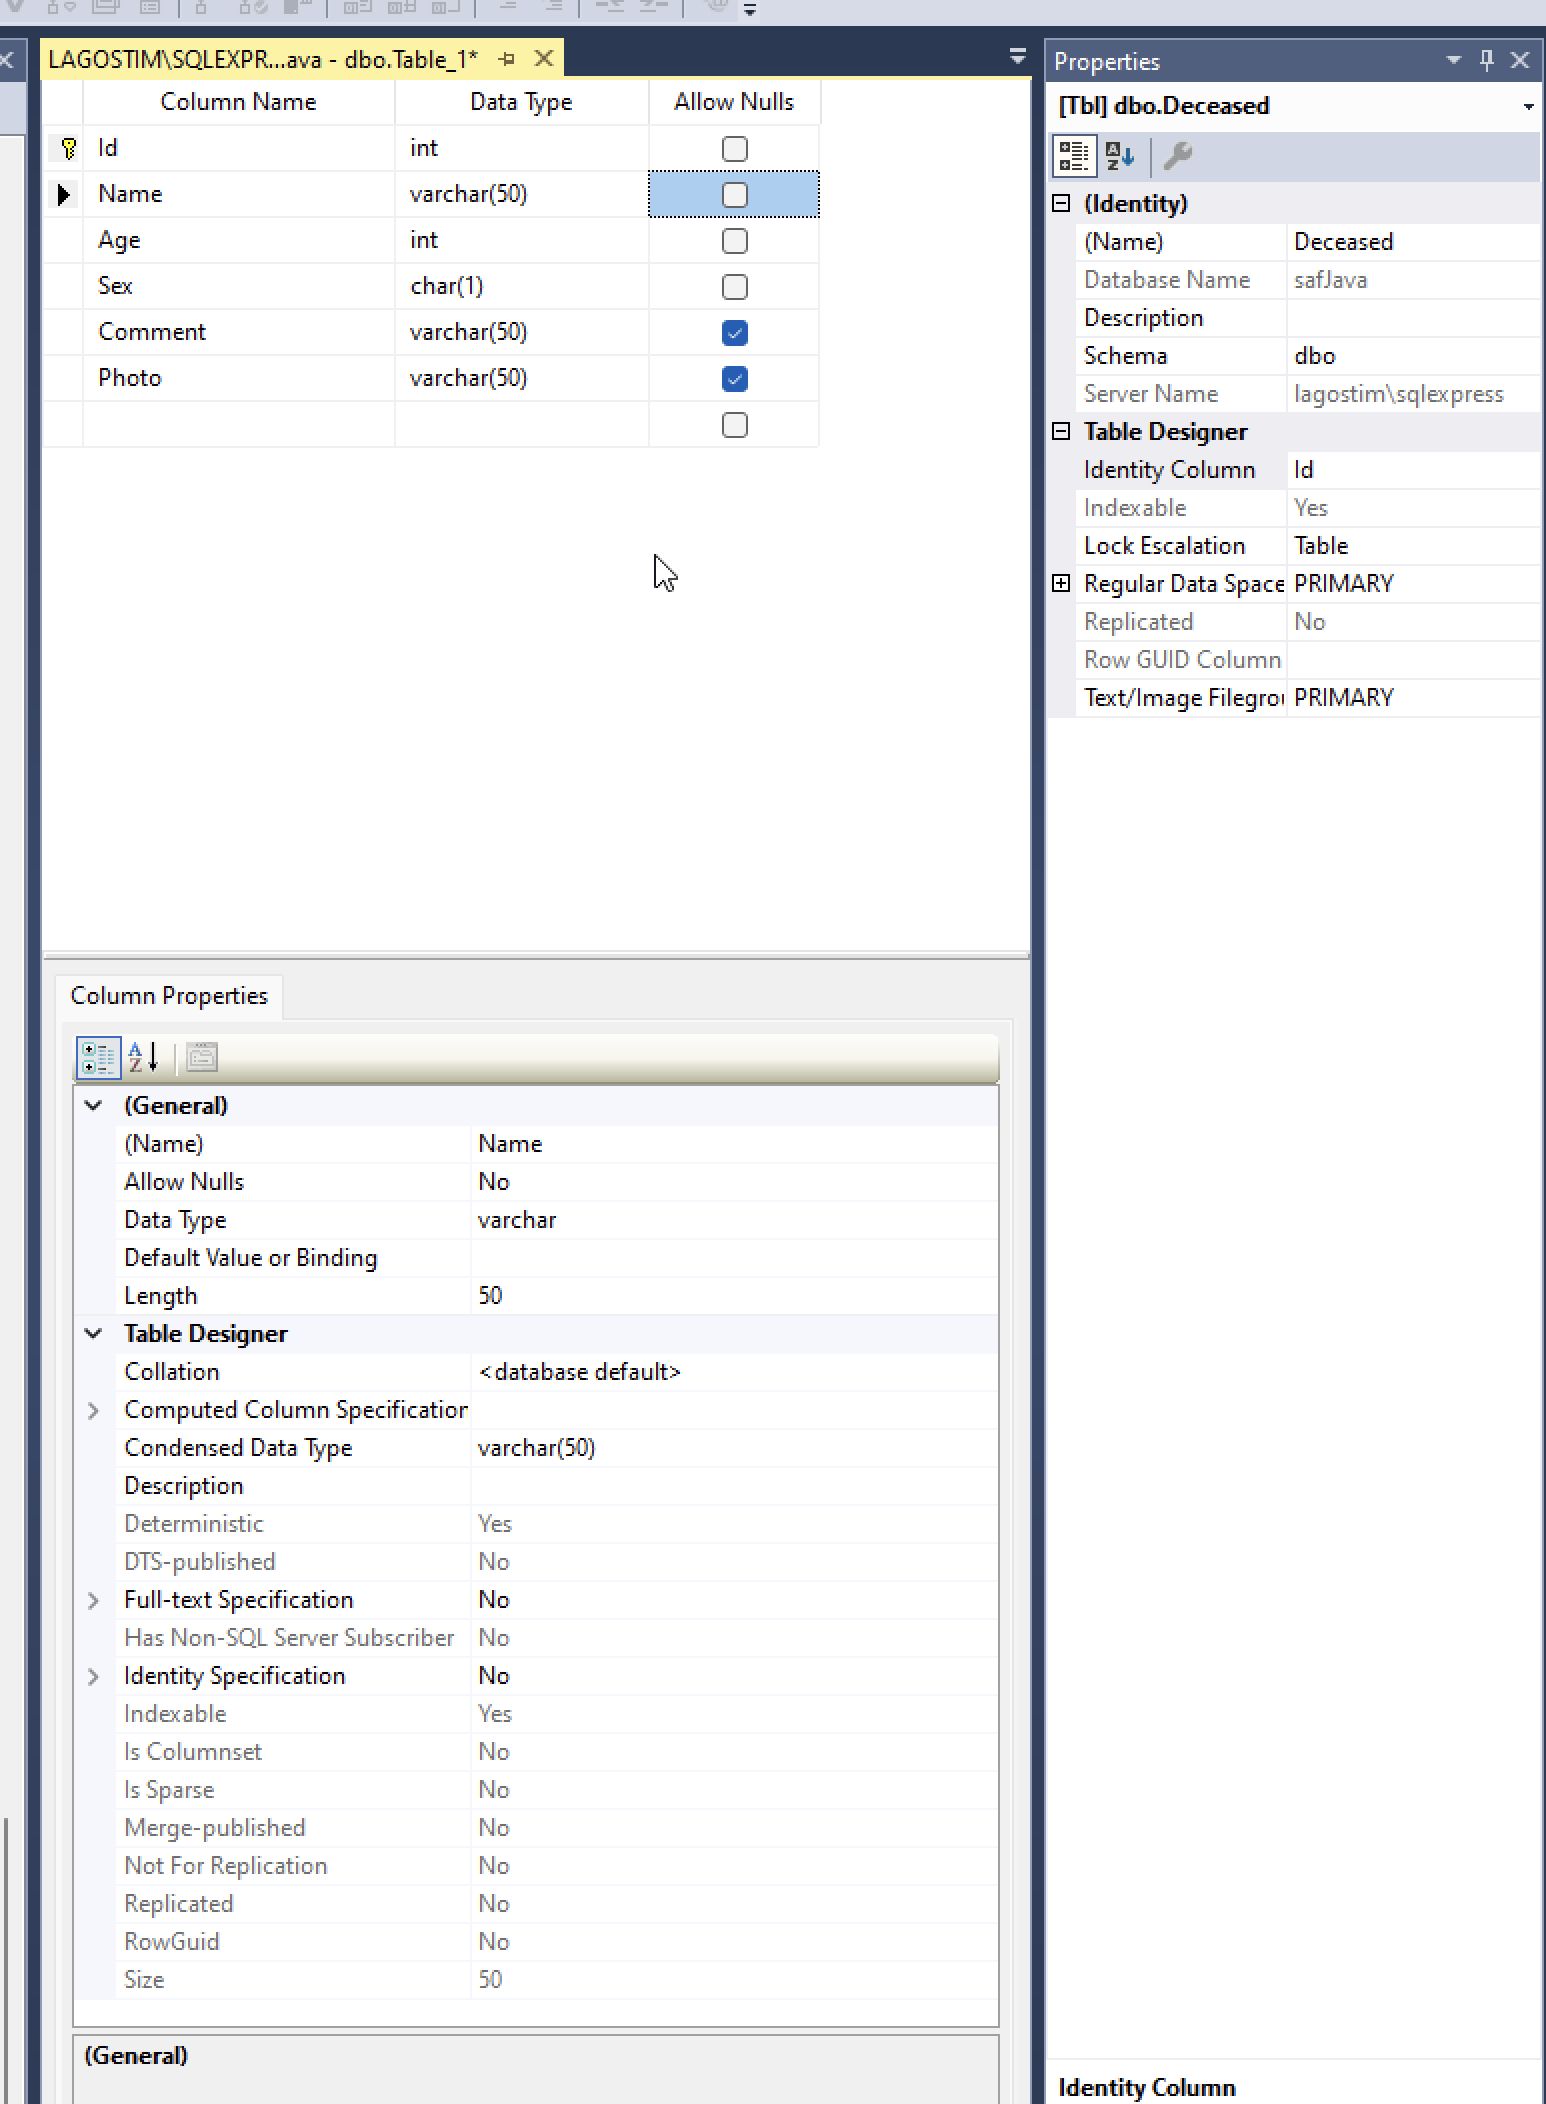 LAGOSTIM\SQLEXPR...ava - dbo.Table_1*
Column Name Data Type Allow Nulls
Id int
Name varchar(50)
Age int
Sex char(1)
Comment varchar(50)
Photo varchar(50)
Column Properties
(General)
(Name) Name
Allow Nulls No
Data Type varchar
Default Value or Binding
Length 50
Table Designer
Collation <database default>
Computed Column Specification
Condensed Data Type varchar(50)
Description
Deterministic Yes
DTS-published No
Full-text Specification No
Has Non-SQL Server Subscriber No
Identity Specification No
Indexable Yes
Is Columnset No
Is Sparse No
Merge-published No
Not For Replication No
Replicated No
RowGuid No
Size 50
(General)
Properties
[Tbl] dbo.Deceased
(Identity)
(Name) Deceased
Database Name safJava
Description
Schema dbo
Server Name lagostim\sqlexpress
Table Designer
Identity Column Id
Indexable Yes
Lock Escalation Table
Regular Data Space PRIMARY
Replicated No
Row GUID Column
Text/Image Filegrou PRIMARY
Identity Column